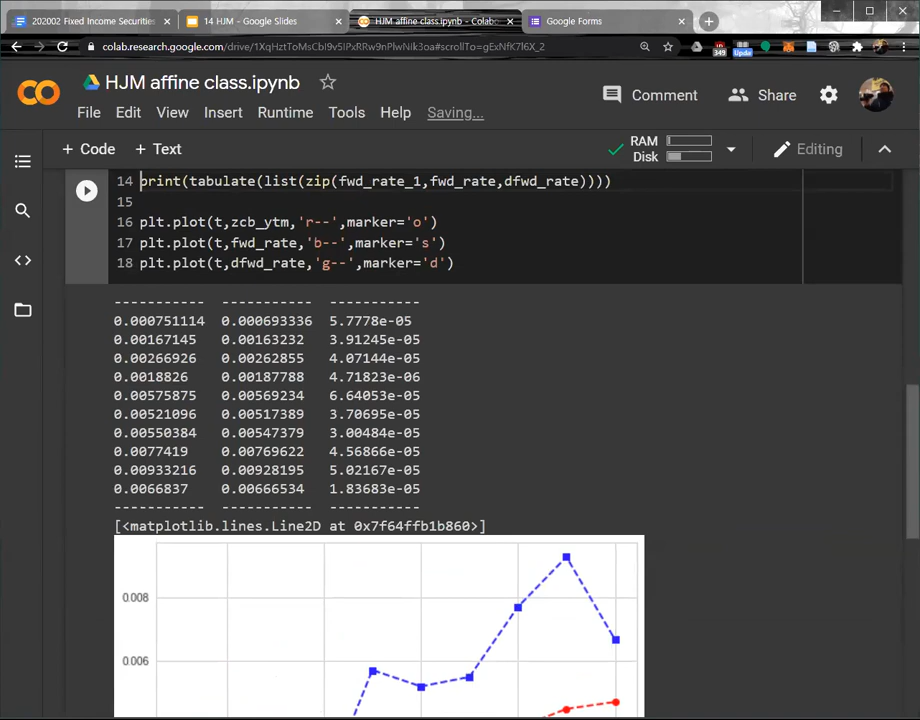 202002 Fixed Income Securities
14 HJM - Google Slides
HJM affine class.ipynb - Colabc
Google Forms
colab.research.google.com/drive/1XqHztToMsCbI9v5IPxRRw9nPlwNik3oa#scrollTo=gExNfK7l6X_2
349
Upda
CO
HJM affine class.ipynb
Comment
Share
File Edit View Insert Runtime Tools Help Saving...
+ Code + Text
RAM
Disk
Editing
14 print(tabulate(list(zip(fwd_rate_1,fwd_rate,dfwd_rate))))
15
16 plt.plot(t,zcb_ytm,'r--',marker='o')
17 plt.plot(t,fwd_rate,'b--',marker='s')
18 plt.plot(t,dfwd_rate,'g--',marker='d')
----------- ----------- -----------
0.000751114 0.000693336 5.7778e-05
0.00167145 0.00163232 3.91245e-05
0.00266926 0.00262855 4.07144e-05
0.0018826 0.00187788 4.71823e-06
0.00575875 0.00569234 6.64053e-05
0.00521096 0.00517389 3.70695e-05
0.00550384 0.00547379 3.00484e-05
0.0077419 0.00769622 4.56866e-05
0.00933216 0.00928195 5.02167e-05
0.0066837 0.00666534 1.83683e-05
----------- ----------- -----------
[<matplotlib.lines.Line2D at 0x7f64ffb1b860>]
0.008
0.006